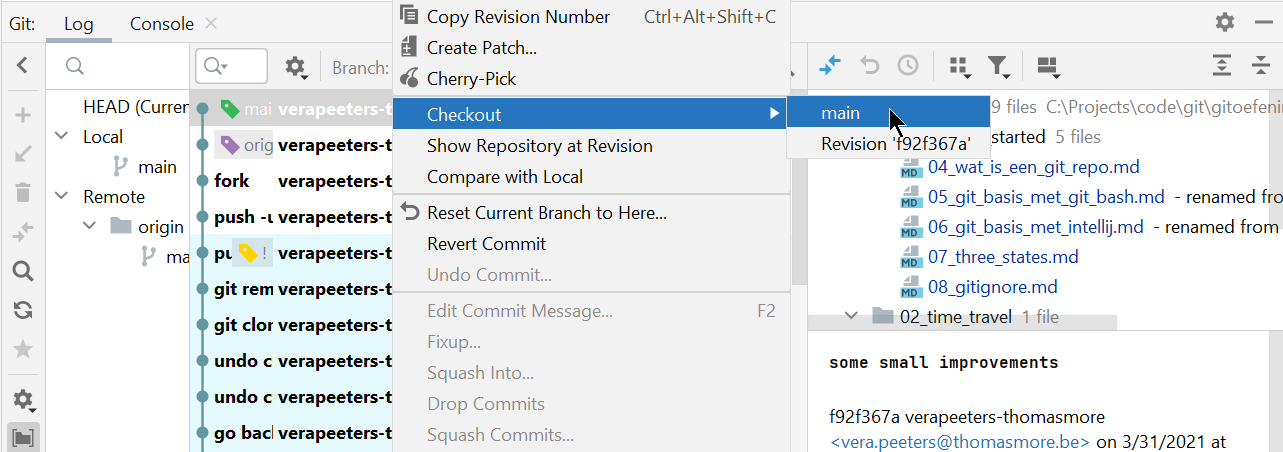 Git: Log Console
HEAD (Curren
Local
main
Remote
origin
ma
Branch:
mai verapeeters-t
orig verapeeters-t
fork verapeeters-t
push -u verapeeters-t
pu ! verapeeters-t
git rem verapeeters-t
git clor verapeeters-t
undo c verapeeters-t
undo c verapeeters-t
go bacl verapeeters-t
Copy Revision Number Ctrl+Alt+Shift+C
Create Patch...
Cherry-Pick
Checkout
Show Repository at Revision
Compare with Local
Reset Current Branch to Here...
Revert Commit
Undo Commit...
Edit Commit Message... F2
Fixup...
Squash Into...
Drop Commits
Squash Commits...
main
Revision 'f92f367a'
9 files C:\Projects\code\git\gitoefenin
started 5 files
04_wat_is_een_git_repo.md
05_git_basis_met_git_bash.md - renamed fro
06_git_basis_met_intellij.md - renamed from
07_three_states.md
08_gitignore.md
02_time_travel 1 file
some small improvements
f92f367a verapeeters-thomasmore
<vera.peeters@thomasmore.be> on 3/31/2021 at
MD
MD
MD
MD
MD